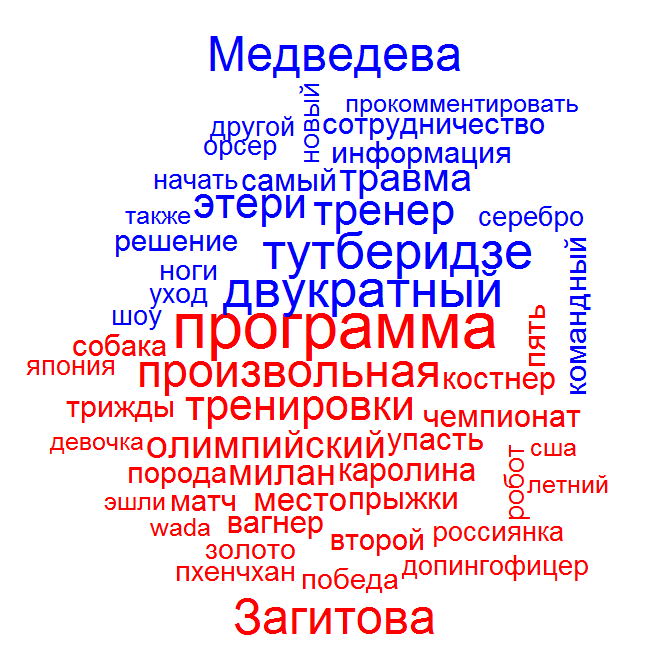 Медведева
новый
прокомментировать
другой
сотрудничество
орсер
информация
начать
самый
травма
также
этери
тренер
серебро
решение
тутберидзе
командный
ноги
уход
двукратный
шоу
программа
пять
собака
япония
произвольная
костнер
трижды
тренировки
чемпионат
девочка
олимпийский
упасть
сша
порода
милан
каролина
робот
летний
эшли
матч
место
прыжки
wada
вагнер
второй
россиянка
золото
пхенчхан
победа
допингофицер
Загитова